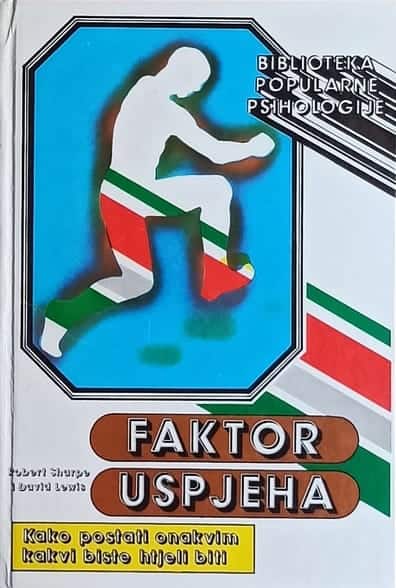 BIBLIOTEKA
POPULARNE
PSIHOLOGIJE
FAKTOR
USPJEHA
Robert Sharpe
i David Lewis
Kako postati onakvim
kakvi biste htjeli biti